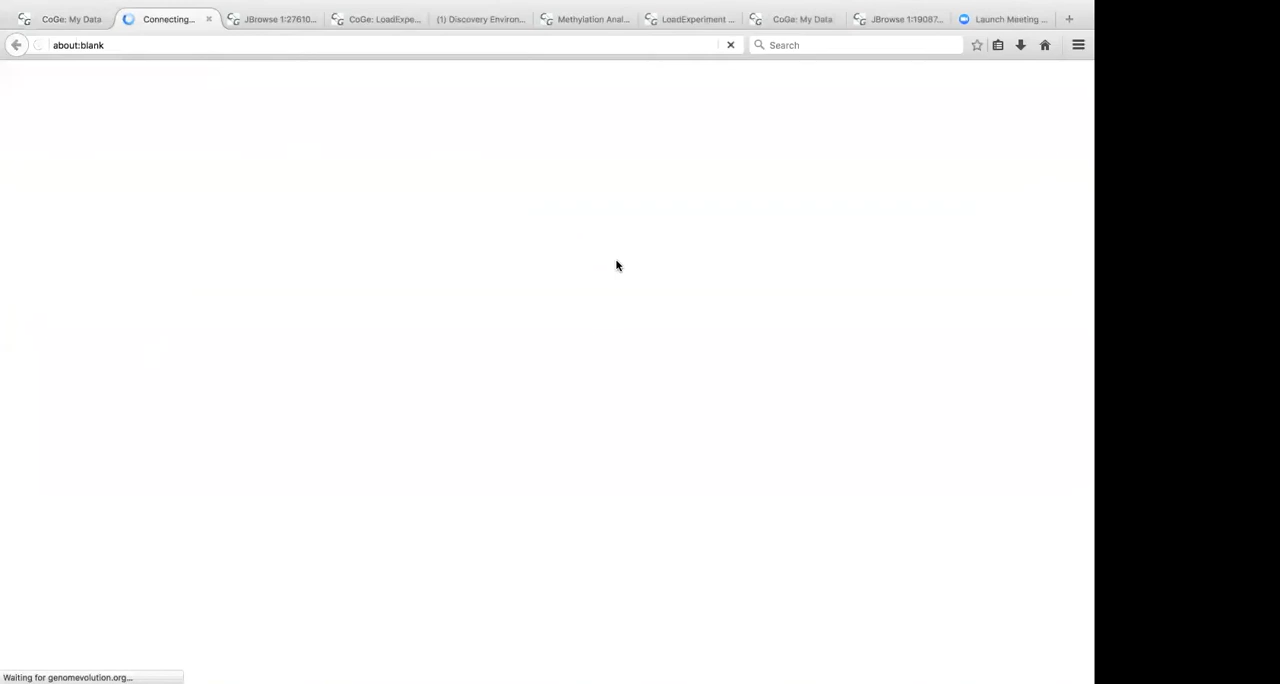 CoGe: My Data
Connecting...
JBrowse 1:27610...
CoGe: LoadExpe...
(1) Discovery Environ...
Methylation Anal...
LoadExperiment ...
CoGe: My Data
JBrowse 1:19087...
Launch Meeting ...
about:blank
Search
Waiting for genomevolution.org...